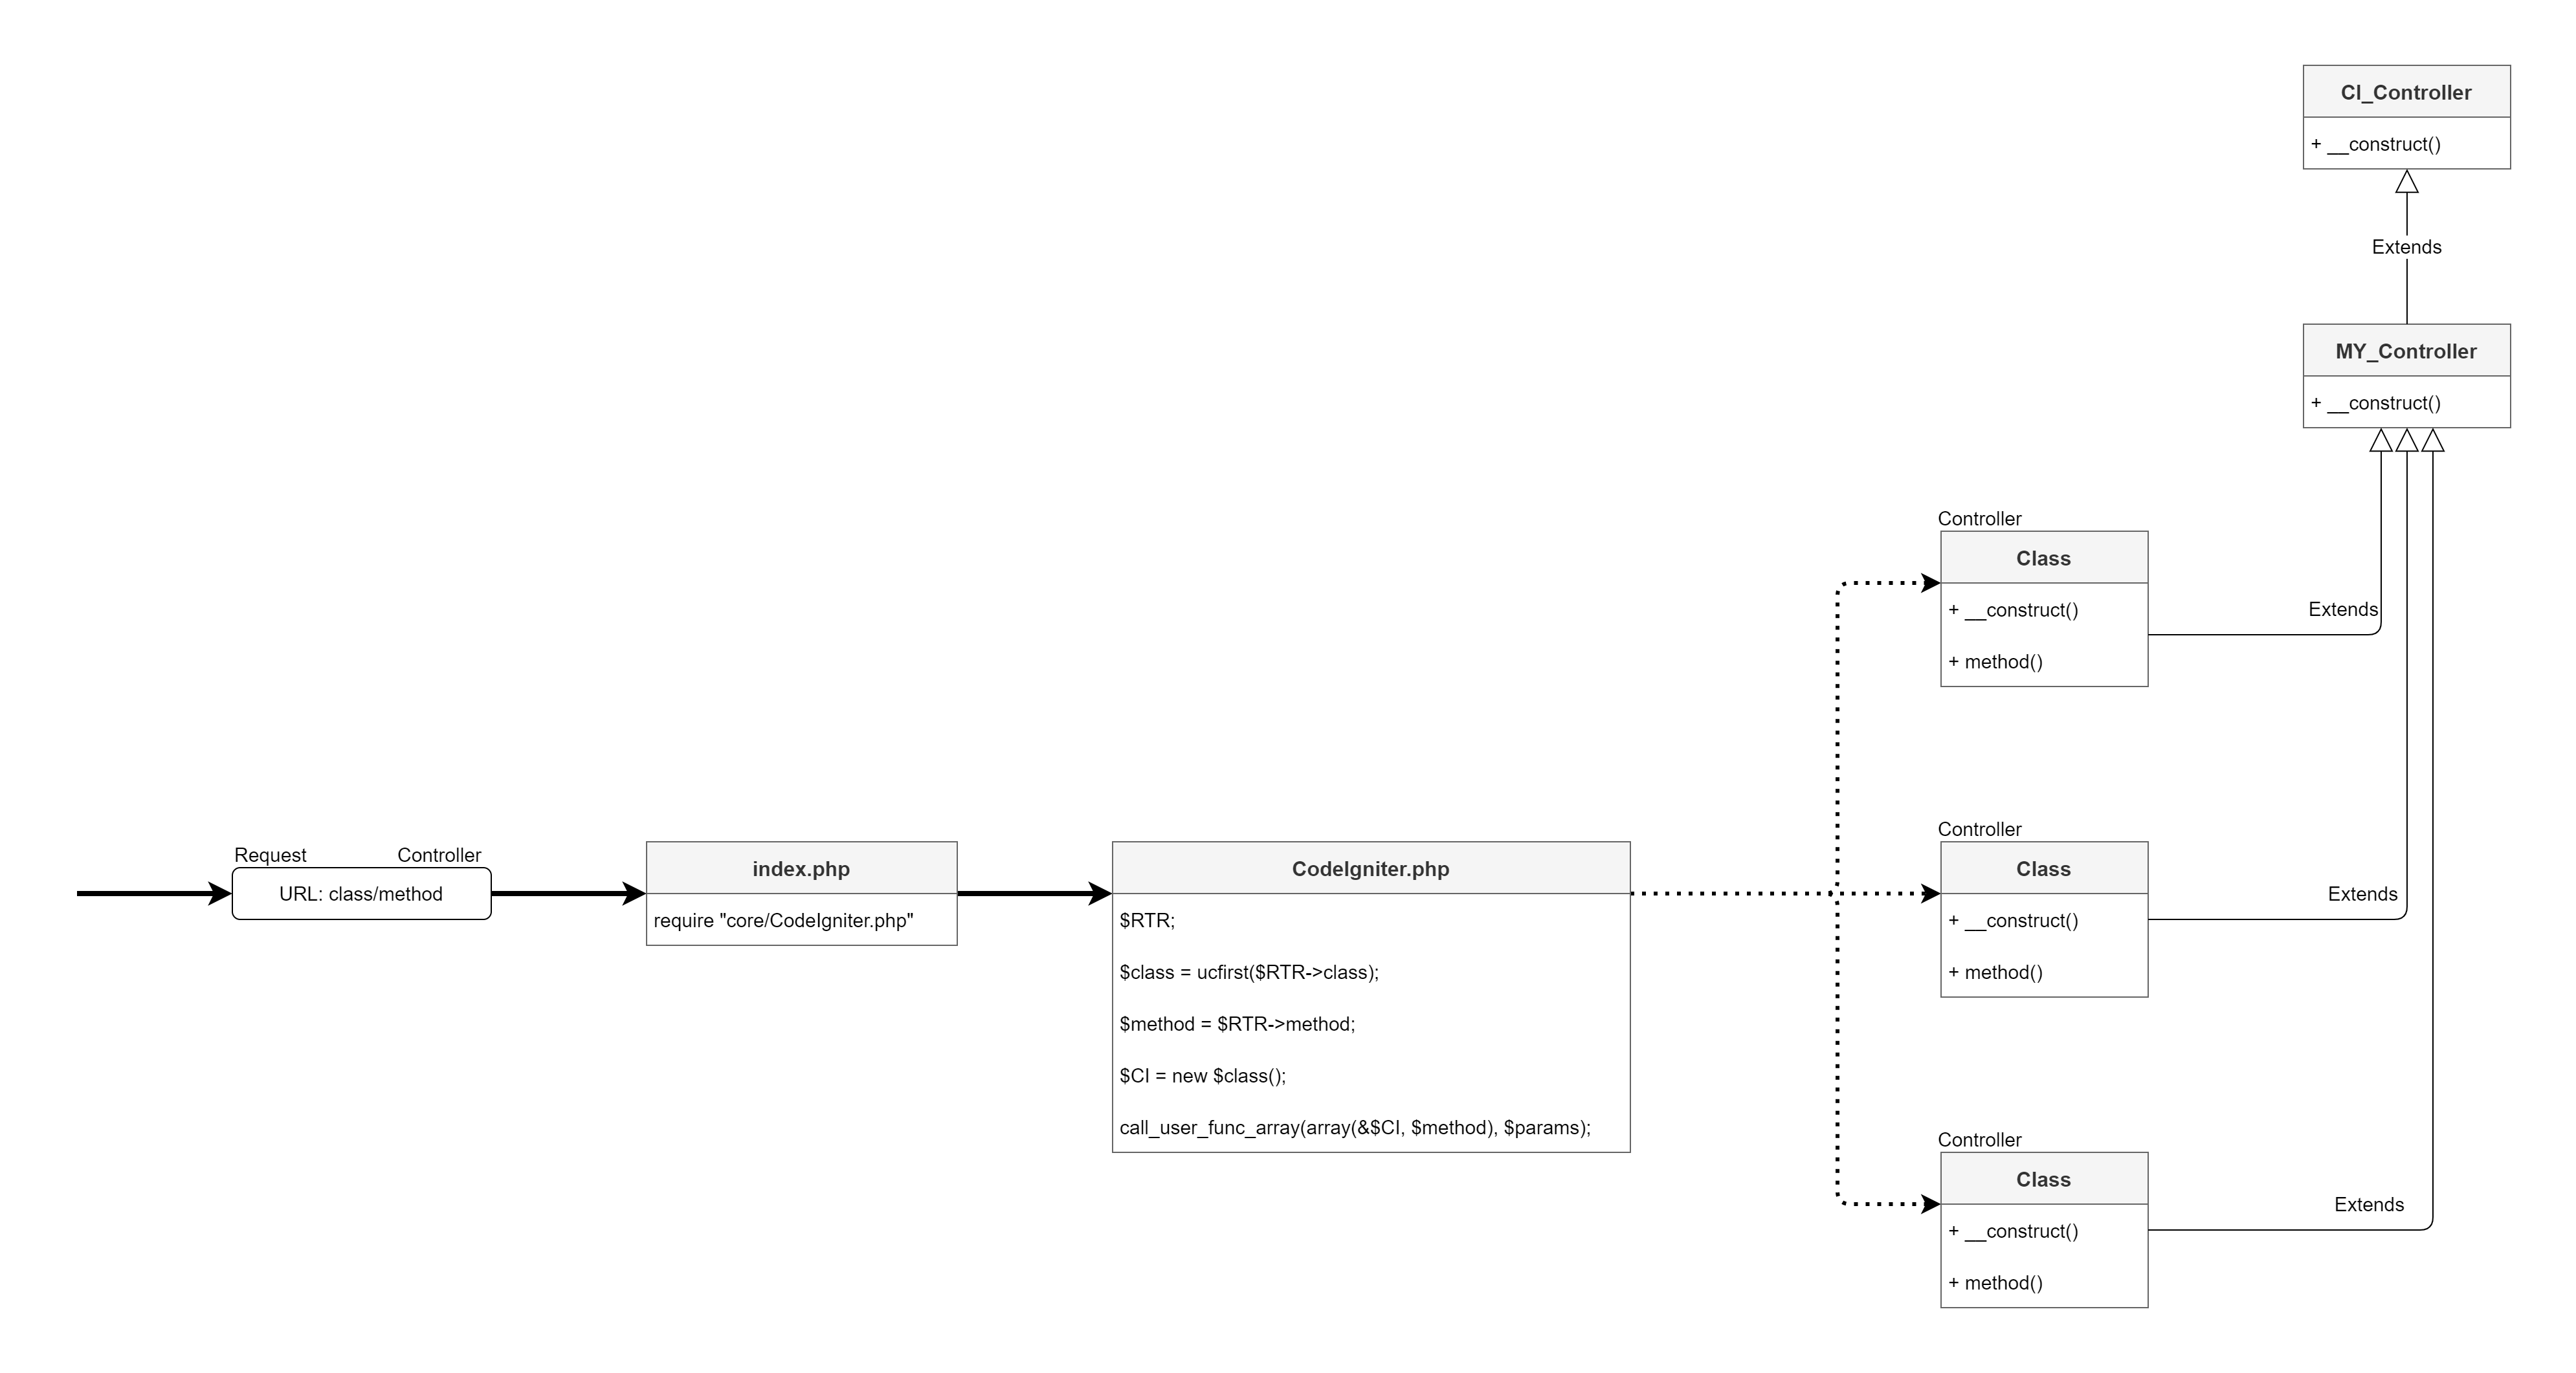 CI_Controller
+ __construct()
Extends
MY_Controller
+ __construct()
Controller
Class
+ __construct()
+ method()
Extends
Request
Controller
URL: class/method
index.php
require "core/CodeIgniter.php"
CodeIgniter.php
$RTR;
$class = ucfirst($RTR->class);
$method = $RTR->method;
$CI = new $class();
call_user_func_array(array(&$CI, $method), $params);
Controller
Class
+ __construct()
+ method()
Extends
Controller
Class
+ __construct()
+ method()
Extends